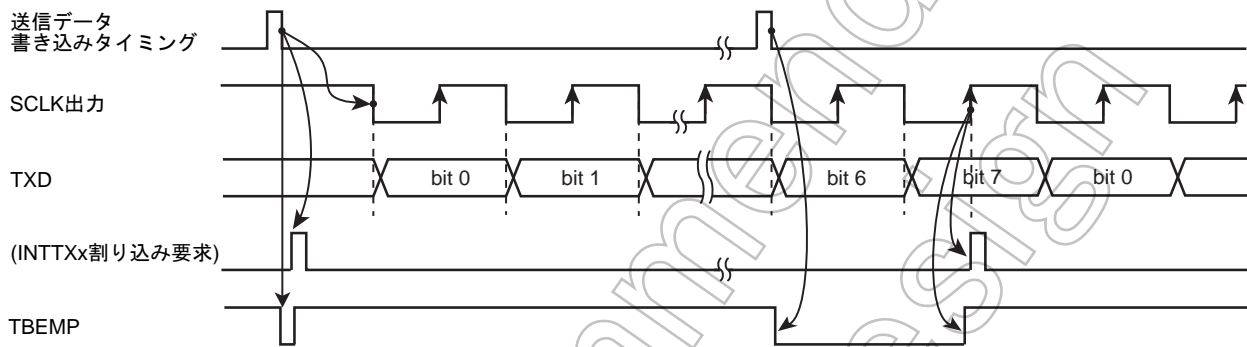 送信データ
書き込みタイミング
SCLK出力
TXD
bit 0
bit 1
bit 6
bit 7
bit 0
(INTTXx割り込み要求)
TBEMP